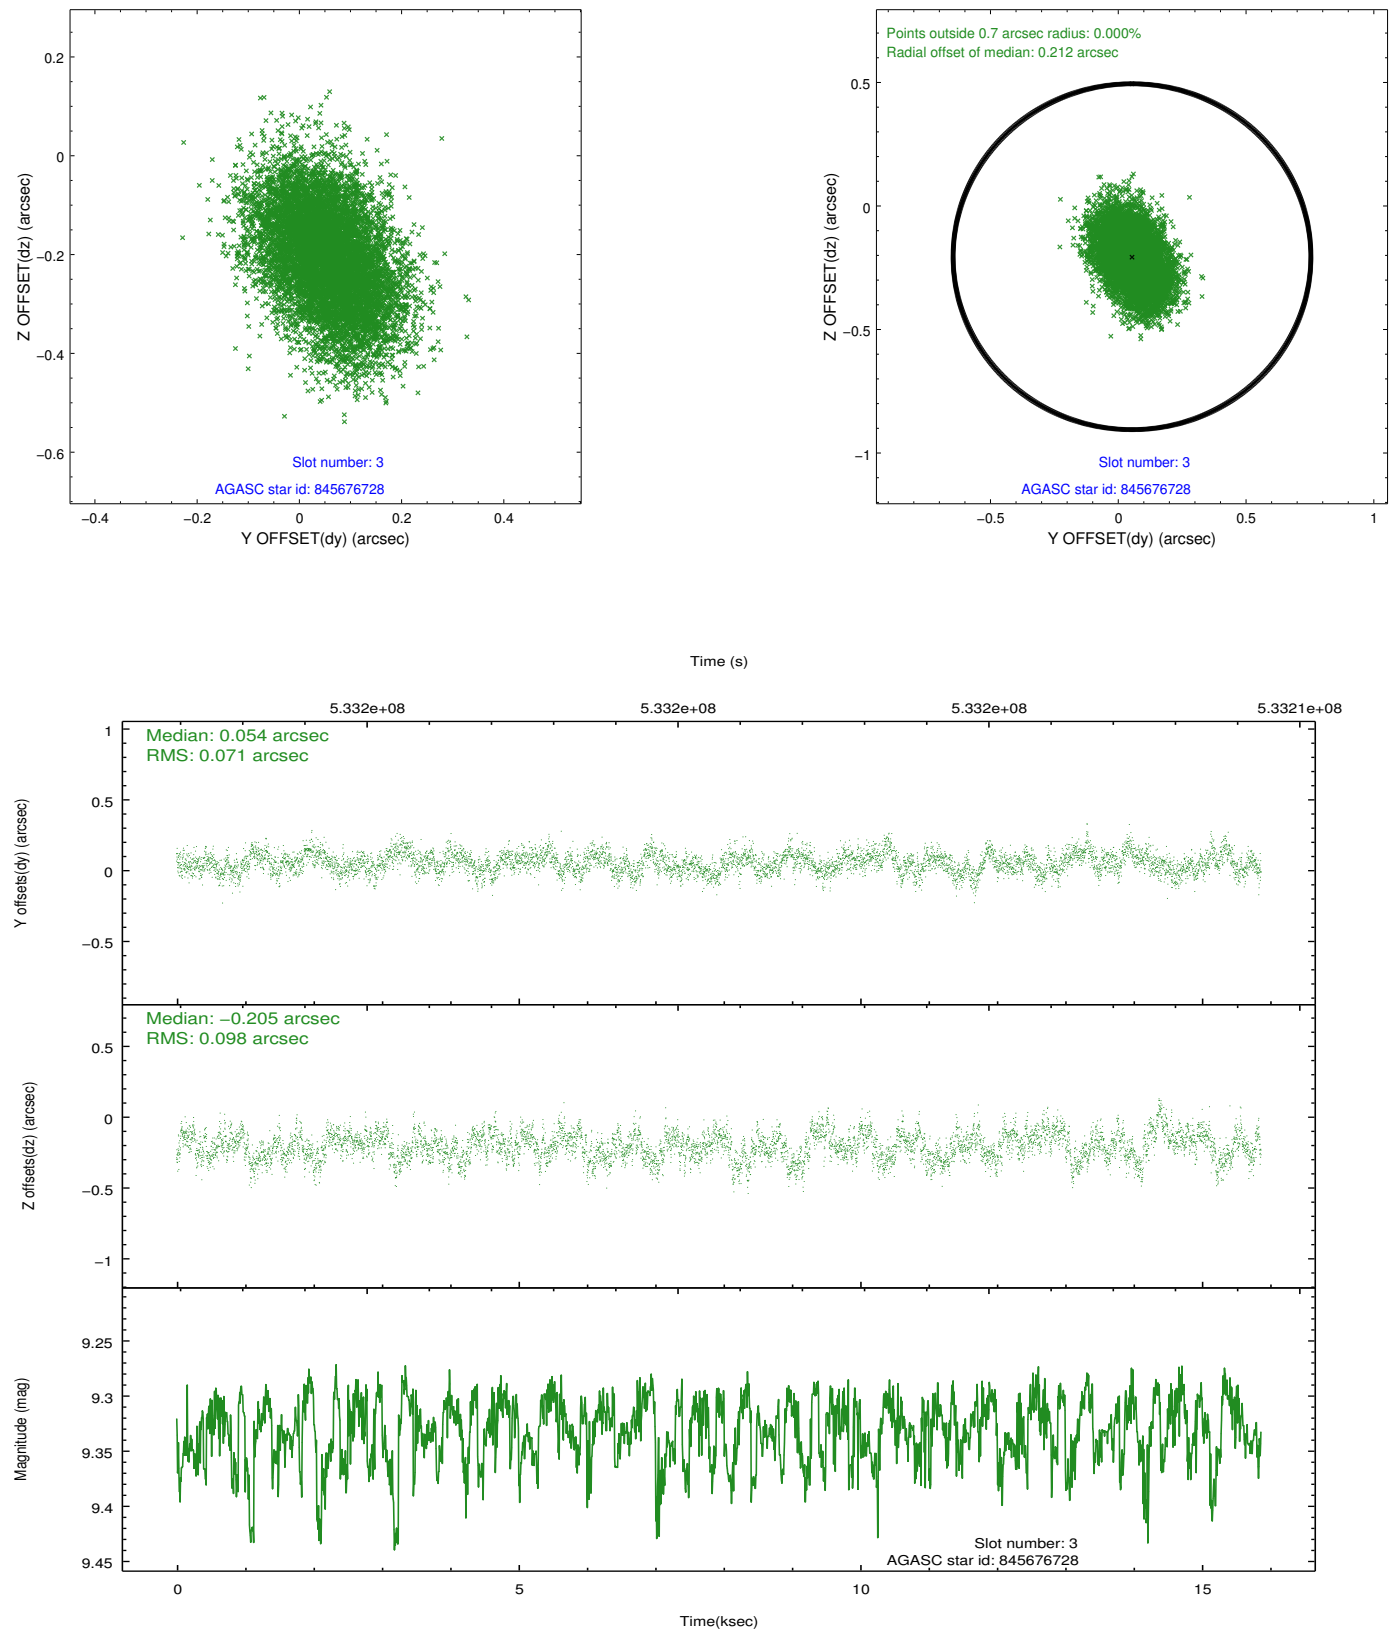 0.2
0
−0.2
−0.4
−0.6
Z OFFSET(dz) (arcsec)
Slot number: 3
AGASC star id: 845676728
−0.4
−0.2
0
0.2
0.4
Y OFFSET(dy) (arcsec)
Points outside 0.7 arcsec radius: 0.000%
Radial offset of median: 0.212 arcsec
0.5
0
−0.5
−1
Z OFFSET(dz) (arcsec)
Slot number: 3
AGASC star id: 845676728
−0.5
0
0.5
1
Y OFFSET(dy) (arcsec)
Time (s)
5.332e+08
5.332e+08
5.332e+08
5.3321e+08
Median: 0.054 arcsec
RMS: 0.071 arcsec
1
0.5
0
−0.5
Y offsets(dy) (arcsec)
Median: −0.205 arcsec
RMS: 0.098 arcsec
0.5
0
−0.5
−1
Z offsets(dz) (arcsec)
9.25
9.3
9.35
9.4
9.45
Magnitude (mag)
Slot number: 3
AGASC star id: 845676728
0
5
10
15
Time(ksec)